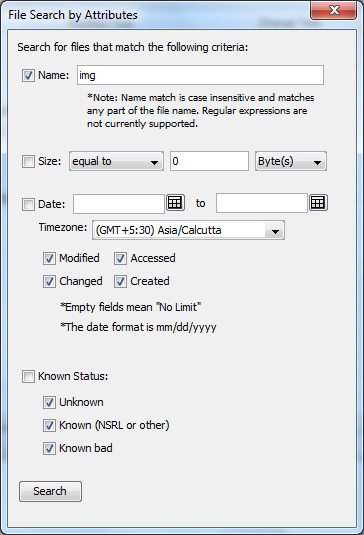 File Search by Attributes
Search for files that match the following criteria:
Name: img
*Note: Name match is case insensitive and matches
any part of the file name. Regular expressions are
not currently supported.
Size: equal to 0 Byte(s)
Date: to
Timezone: (GMT+5:30) Asia/Calcutta
Modified Accessed
Changed Created
*Empty fields mean "No Limit"
*The date format is mm/dd/yyyy
Known Status:
Unknown
Known (NSRL or other)
Known bad
Search